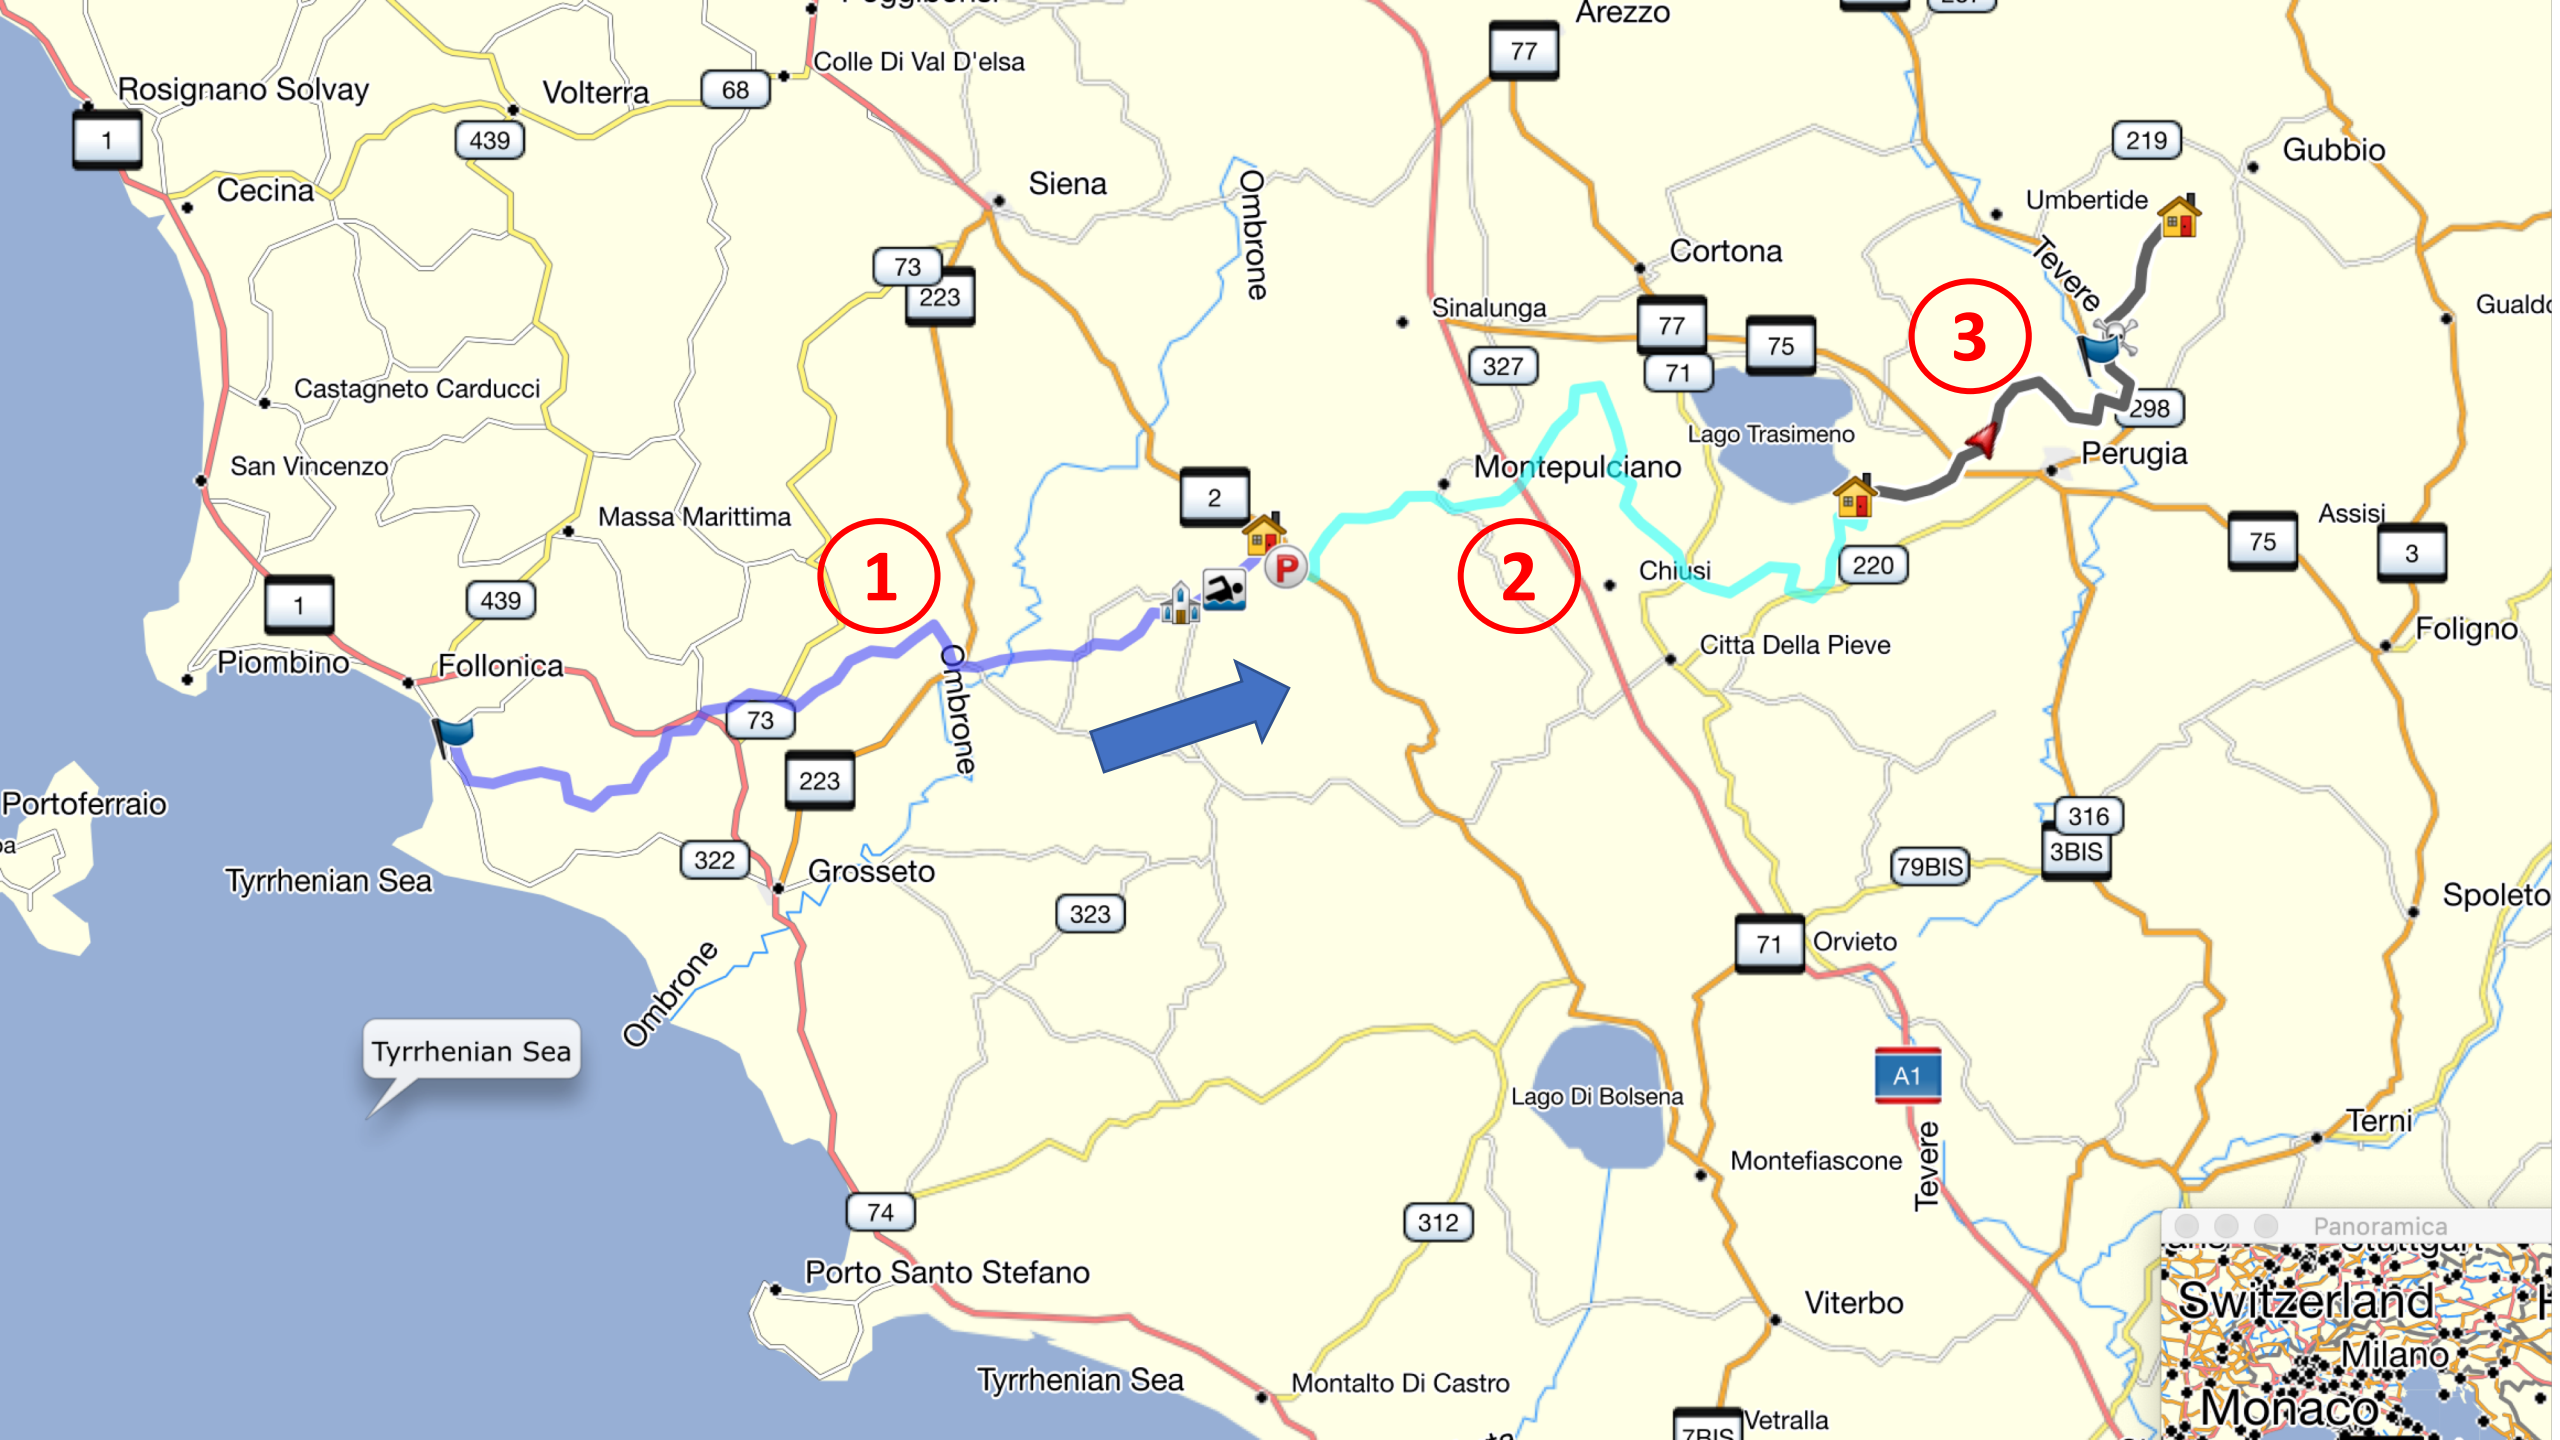 Arezzo
77
Colle Di Val D'elsa
Rosignano Solvay
Volterra
68
1
439
219
Gubbio
Cecina
Siena
Ombrone
Umbertide
73
223
Cortona
Tevere
Sinalunga
77
75
3
327
71
298
Castagneto Carducci
Lago Trasimeno
San Vincenzo
Montepulciano
Perugia
2
Massa Marittima
Assisi
75
3
1
P
2
220
Chiusi
1
439
Foligno
Piombino
Follonica
Ombrone
Citta Della Pieve
73
223
Portoferraio
316
3BIS
322
Grosseto
79BIS
Tyrrhenian Sea
323
Spoleto
71
Orvieto
Ombrone
Tyrrhenian Sea
A1
Lago Di Bolsena
Terni
Tevere
Montefiascone
74
312
Panoramica
Stuttgart
Porto Santo Stefano
Switzerland
Viterbo
Milano
Tyrrhenian Sea
Montalto Di Castro
Monaco
Vetralla
7BIS